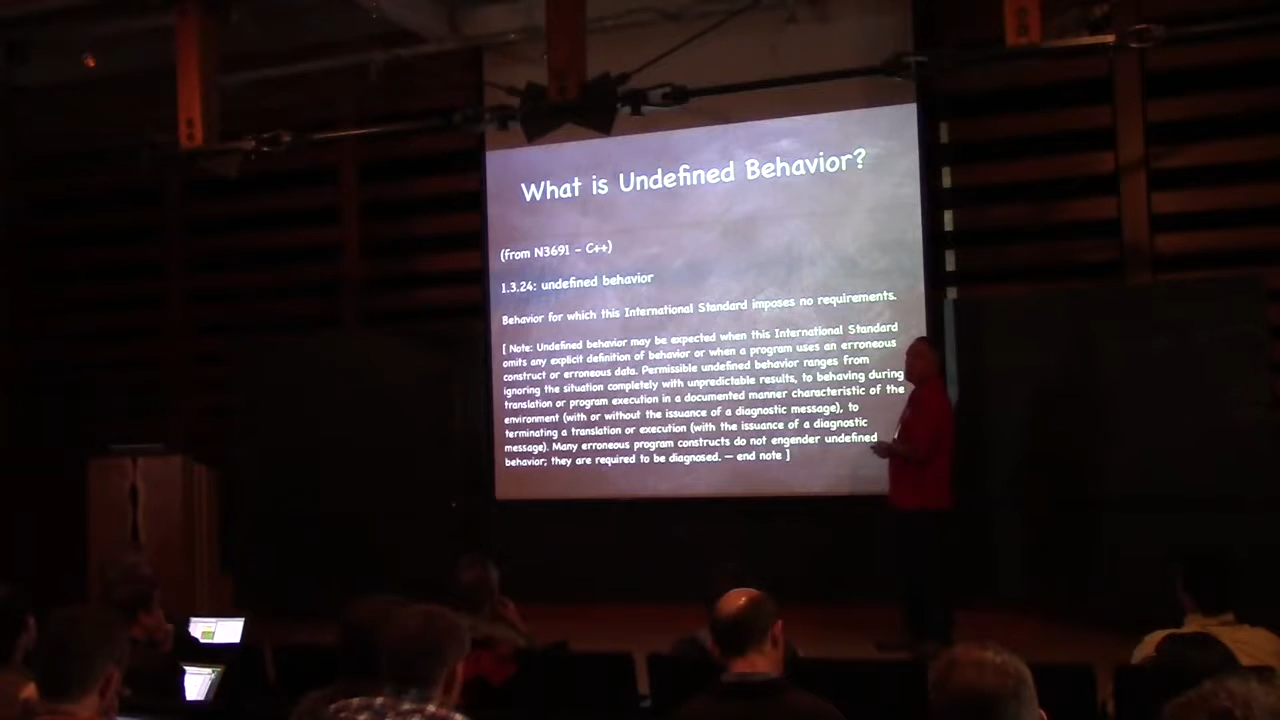 What is Undefined Behavior?
(from N3691 - C++)
1.3.24: undefined behavior
Behavior for which this International Standard imposes no requirements.
[ Note: Undefined behavior may be expected when this International Standard
omits any explicit definition of behavior or when a program uses an erroneous
construct or erroneous data. Permissible undefined behavior ranges from
ignoring the situation completely with unpredictable results, to behaving during
translation or program execution in a documented manner characteristic of the
environment (with or without the issuance of a diagnostic message), to
terminating a translation or execution (with the issuance of a diagnostic
message). Many erroneous program constructs do not engender undefined
behavior; they are required to be diagnosed. — end note ]